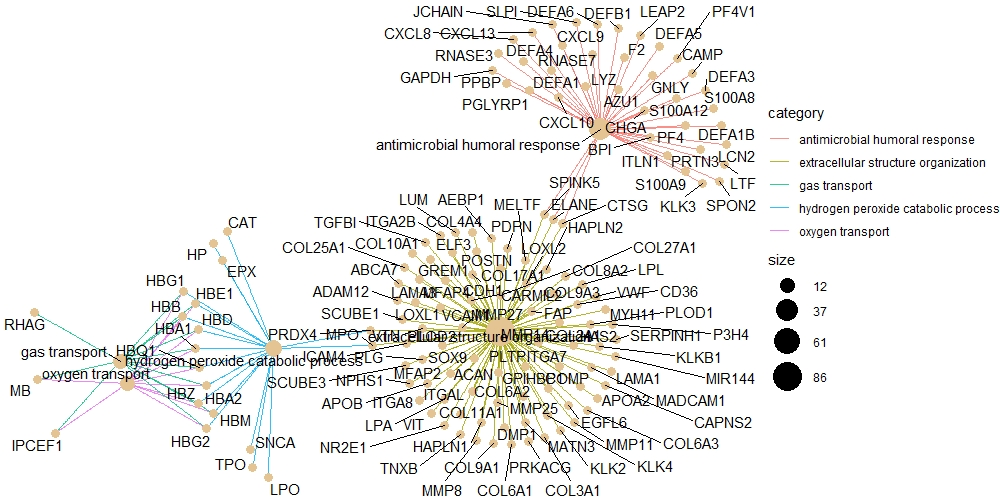 JCHAIN
SLPI
DEFA6
DEFB1
LEAP2
PF4V1
CXCL8
CXCL13
CXCL9
DEFA5
RNASE3
DEFA4
F2
CAMP
RNASE7
GAPDH
PPBP
DEFA1
LYZ
GNLY
DEFA3
PGLYRP1
AZU1
S100A8
S100A12
CXCL10
CHGA
antimicrobial humoral response
BPI
PF4
DEFA1B
ITLN1
PRTN3
LCN2
S100A9
LTF
KLK3
SPON2
SPINK5
LUM
AEBP1
MELTF
ELANE
CTSG
TGFBI
ITGA2B
COL4A4
PDPN
HAPLN2
COL25A1
COL10A1
ELF3
LOXL2
COL27A1
POSTN
ABCA7
GREM1
COL17A1
COL8A2
LPL
ADAM12
CDH1
CARMIL2
COL9A3
VWF
CD36
SCUBE1
LOXL1
VCAM1
MMP27
FAP
MYH11
PLOD1
PRDX4
MPO
VTN
extracellular structure organization
SERPINH1
P3H4
ICAM4
PLG
SOX9
PLTP
ITGA7
KLKB1
SCUBE3
NPHS1
MFAP2
ACAN
COMP
LAMA1
MIR144
APOB
ITGA8
ITGAL
COL6A2
APOA2
MADCAM1
LPA
VIT
COL11A1
MMP25
EGFL6
CAPNS2
NR2E1
HAPLN1
DMP1
MATN3
MMP11
COL6A3
TNXB
COL9A1
PRKACG
KLK2
KLK4
MMP8
COL6A1
COL3A1
CAT
HP
EPX
HBG1
HBE1
HBB
HBD
HBA1
RHAG
gas transport
HBQ1
hydrogen peroxide catabolic process
oxygen transport
MB
HBZ
HBA2
HBM
IPCEF1
HBG2
SNCA
TPO
LPO
category
antimicrobial humoral response
extracellular structure organization
gas transport
hydrogen peroxide catabolic process
oxygen transport
size
12
37
61
86